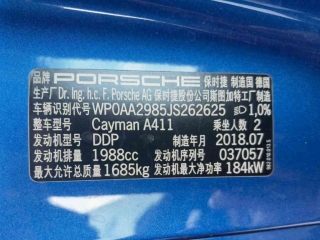 品牌 PORSCHE 保时捷 制造国 德国
生产厂 Dr. Ing. h.c. F. Porsche AG 保时捷股份公司斯图加特工厂制造
车辆识别代号 WP0AA2985JS262625 1,0%
整车型号 Cayman A411 乘坐人数 2
发动机型号 DDP 制造年月 2018.07
发动机排量 1988cc 发动机序列号 037057
最大允许总质量 1685kg 发动机最大净功率 184kW